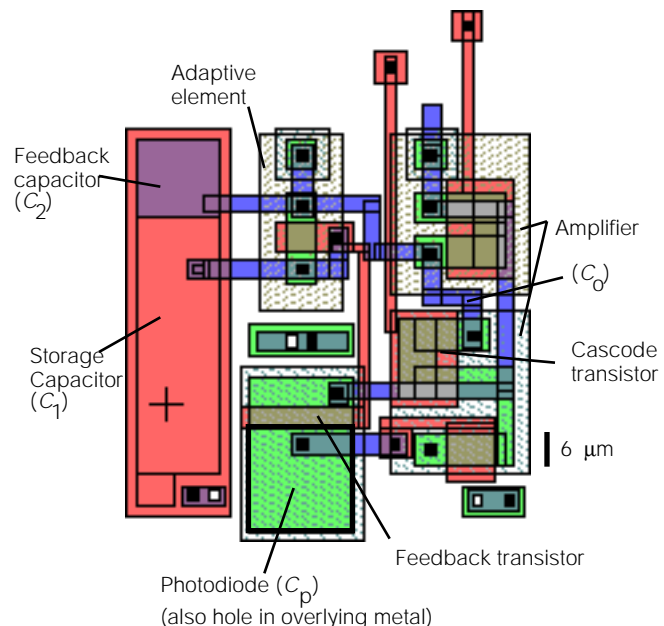 Adaptive
element
Feedback
capacitor
(C2)
Amplifier
(Co)
Storage
Capacitor
(C1)
Cascode
transistor
6 μm
Feedback transistor
Photodiode (Cp)
(also hole in overlying metal)